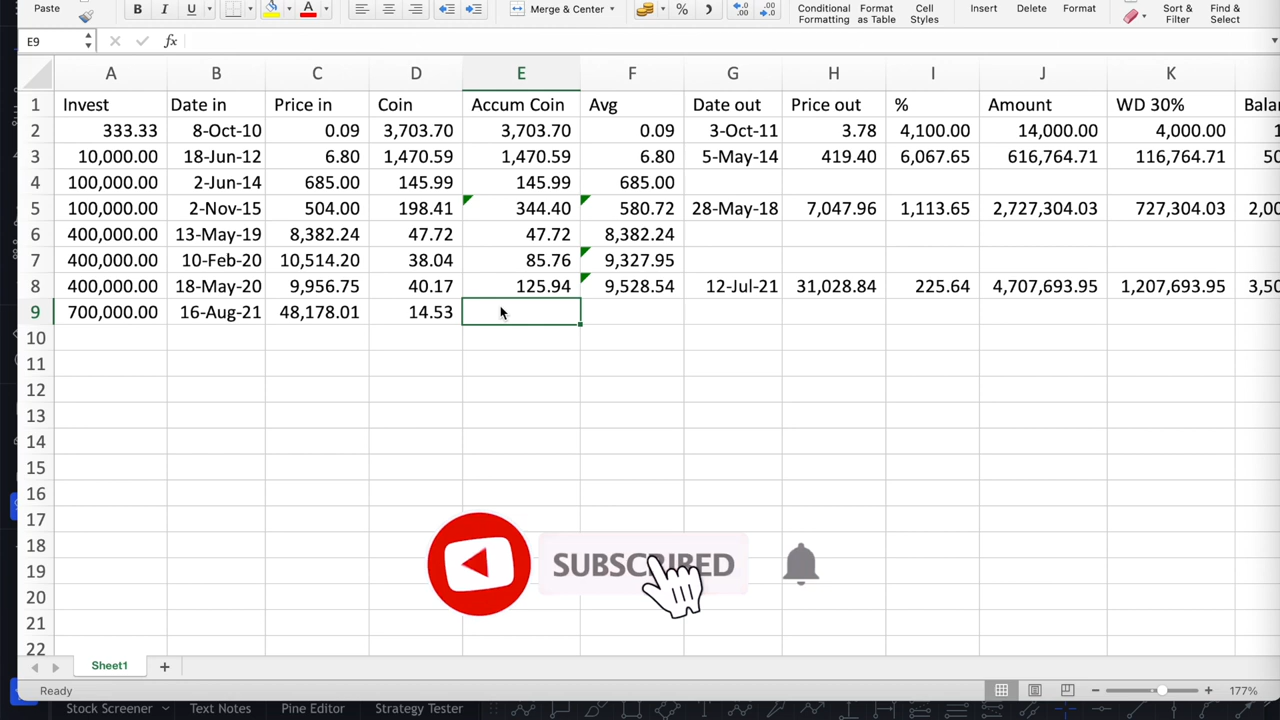 Paste B I U A Merge & Center % Conditional Formatting Format as Table Cell Styles Insert Delete Format Sort & Filter Find & Select
E9 fx
A B C D E F G H I J K
1 Invest Date in Price in Coin Accum Coin Avg Date out Price out % Amount WD 30% Balan
2 333.33 8-Oct-10 0.09 3,703.70 3,703.70 0.09 3-Oct-11 3.78 4,100.00 14,000.00 4,000.00 1
3 10,000.00 18-Jun-12 6.80 1,470.59 1,470.59 6.80 5-May-14 419.40 6,067.65 616,764.71 116,764.71 50
4 100,000.00 2-Jun-14 685.00 145.99 145.99 685.00
5 100,000.00 2-Nov-15 504.00 198.41 344.40 580.72 28-May-18 7,047.96 1,113.65 2,727,304.03 727,304.03 2,00
6 400,000.00 13-May-19 8,382.24 47.72 47.72 8,382.24
7 400,000.00 10-Feb-20 10,514.20 38.04 85.76 9,327.95
8 400,000.00 18-May-20 9,956.75 40.17 125.94 9,528.54 12-Jul-21 31,028.84 225.64 4,707,693.95 1,207,693.95 3,50
9 700,000.00 16-Aug-21 48,178.01 14.53
10
11
12
13
14
15
16
17
18
SUBSCRIBED
19
20
21
22
Sheet1
Ready 177%
Stock Screener Text Notes Pine Editor Strategy Tester